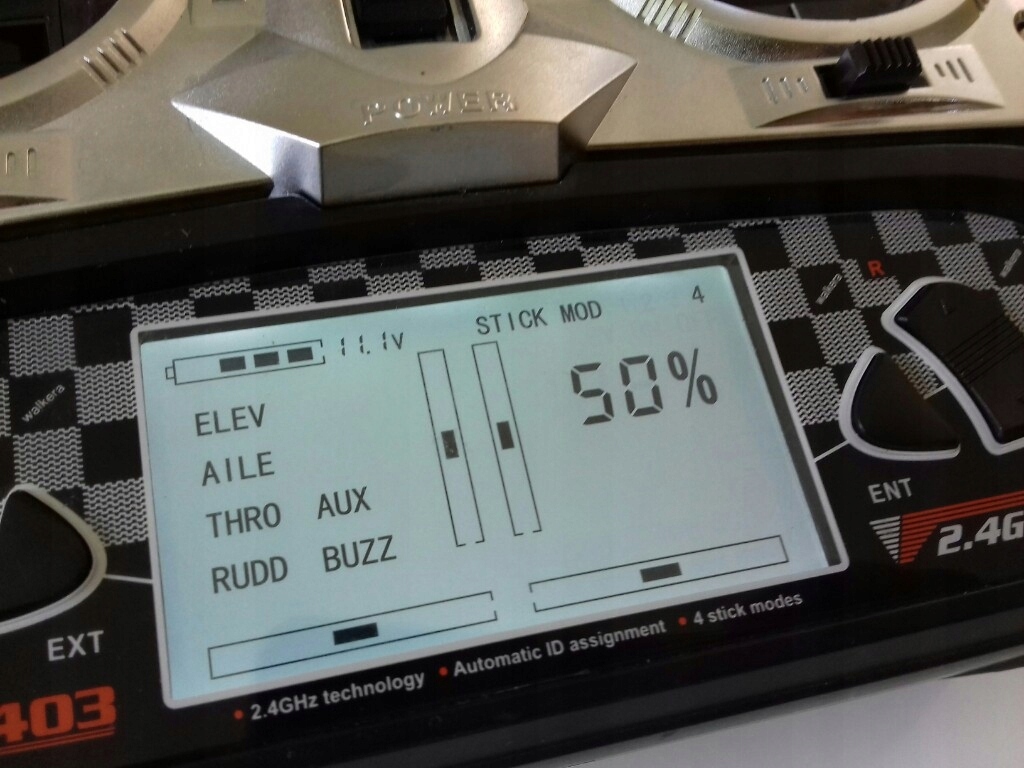 POWER
R
walkera
STICK MOD 4
11.1V
50%
ELEV
AILE
THRO AUX
RUDD BUZZ
ENT
2.4G
EXT
403
• 2.4GHz technology • Automatic ID assignment • 4 stick modes